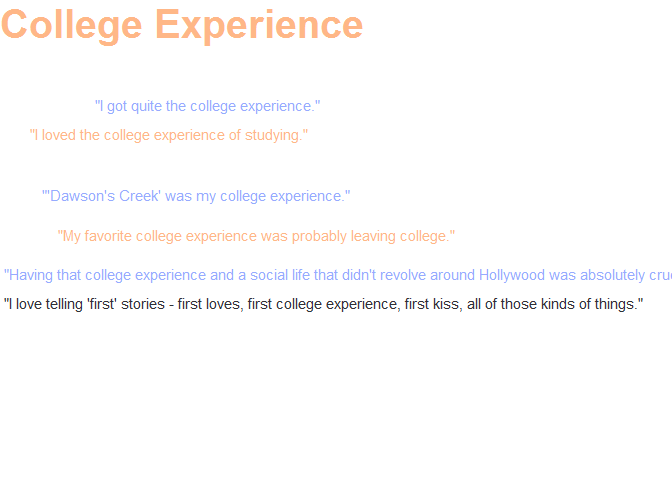 College Experience
"I got quite the college experience."
"I loved the college experience of studying."
"'Dawson's Creek' was my college experience."
"My favorite college experience was probably leaving college."
"Having that college experience and a social life that didn't revolve around Hollywood was absolutely
"I love telling 'first' stories - first loves, first college experience, first kiss, all of those kinds of things."